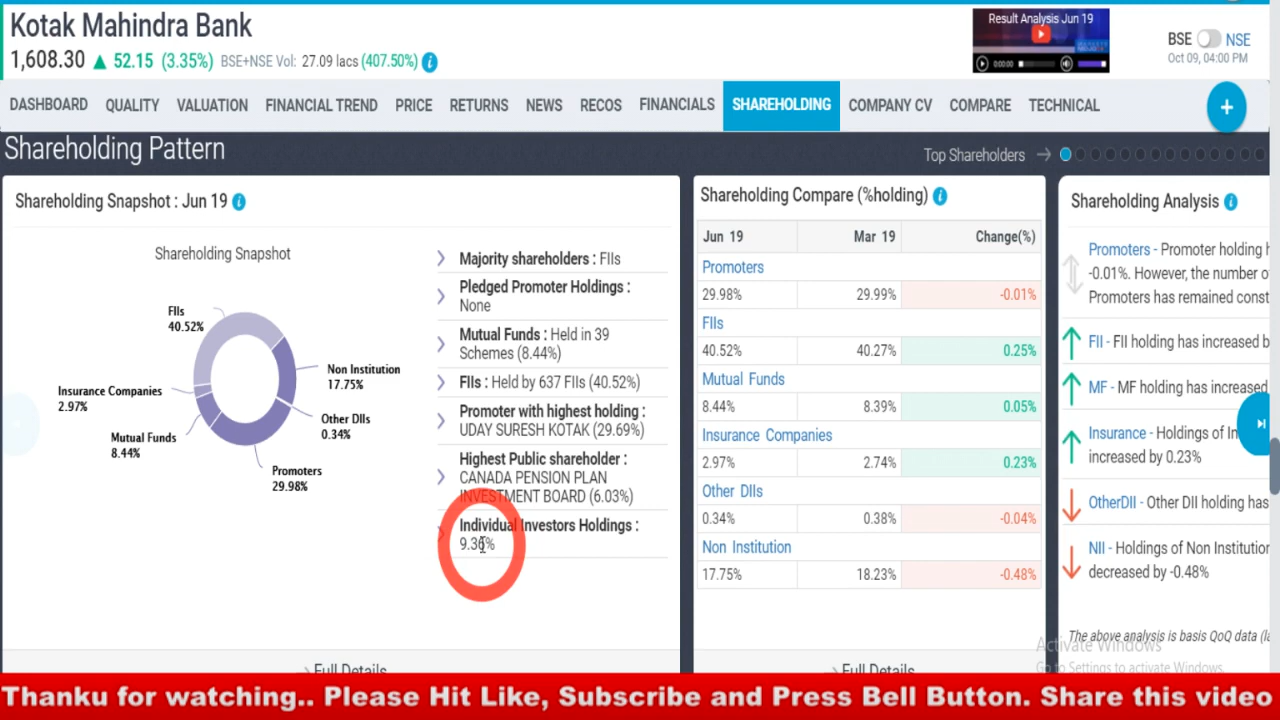 Kotak Mahindra Bank
1,608.30 ▲ 52.15 (3.35%) BSE+NSE Vol: 27.09 lacs (407.50%) i
Result Analysis Jun 19
0:00:00
BSE NSE
Oct 09, 04:00 PM
DASHBOARD QUALITY VALUATION FINANCIAL TREND PRICE RETURNS NEWS RECOS FINANCIALS SHAREHOLDING COMPANY CV COMPARE TECHNICAL
+
Shareholding Pattern
Top Shareholders
Shareholding Snapshot : Jun 19 i
Shareholding Snapshot
FIIs
40.52%
Non Institution
17.75%
Insurance Companies
2.97%
Other DIIs
0.34%
Mutual Funds
8.44%
Promoters
29.98%
Majority shareholders : FIIs
Pledged Promoter Holdings :
None
Mutual Funds : Held in 39
Schemes (8.44%)
FIIs : Held by 637 FIIs (40.52%)
Promoter with highest holding :
UDAY SURESH KOTAK (29.69%)
Highest Public shareholder :
CANADA PENSION PLAN
INVESTMENT BOARD (6.03%)
Individual Investors Holdings :
Full Details
Shareholding Compare (%holding) i
Jun 19 Mar 19 Change(%)
Promoters
29.98% 29.99% -0.01%
FIIs
40.52% 40.27% 0.25%
Mutual Funds
8.44% 8.39% 0.05%
Insurance Companies
2.97% 2.74% 0.23%
Other DIIs
0.34% 0.38% -0.04%
Non Institution
17.75% 18.23% -0.48%
Full Details
Shareholding Analysis i
Promoters - Promoter holding
-0.01%. However, the number
Promoters has remained
FII - FII holding has increased
MF - MF holding has increased
Insurance - Holdings of
increased by 0.23%
OtherDII - Other DII holding has
NII - Holdings of Non Institution
decreased by -0.48%
The above analysis is basis QoQ data
Activate Windows
Go to Settings to activate Windows.
Thanku for watching.. Please Hit Like, Subscribe and Press Bell Button. Share this video